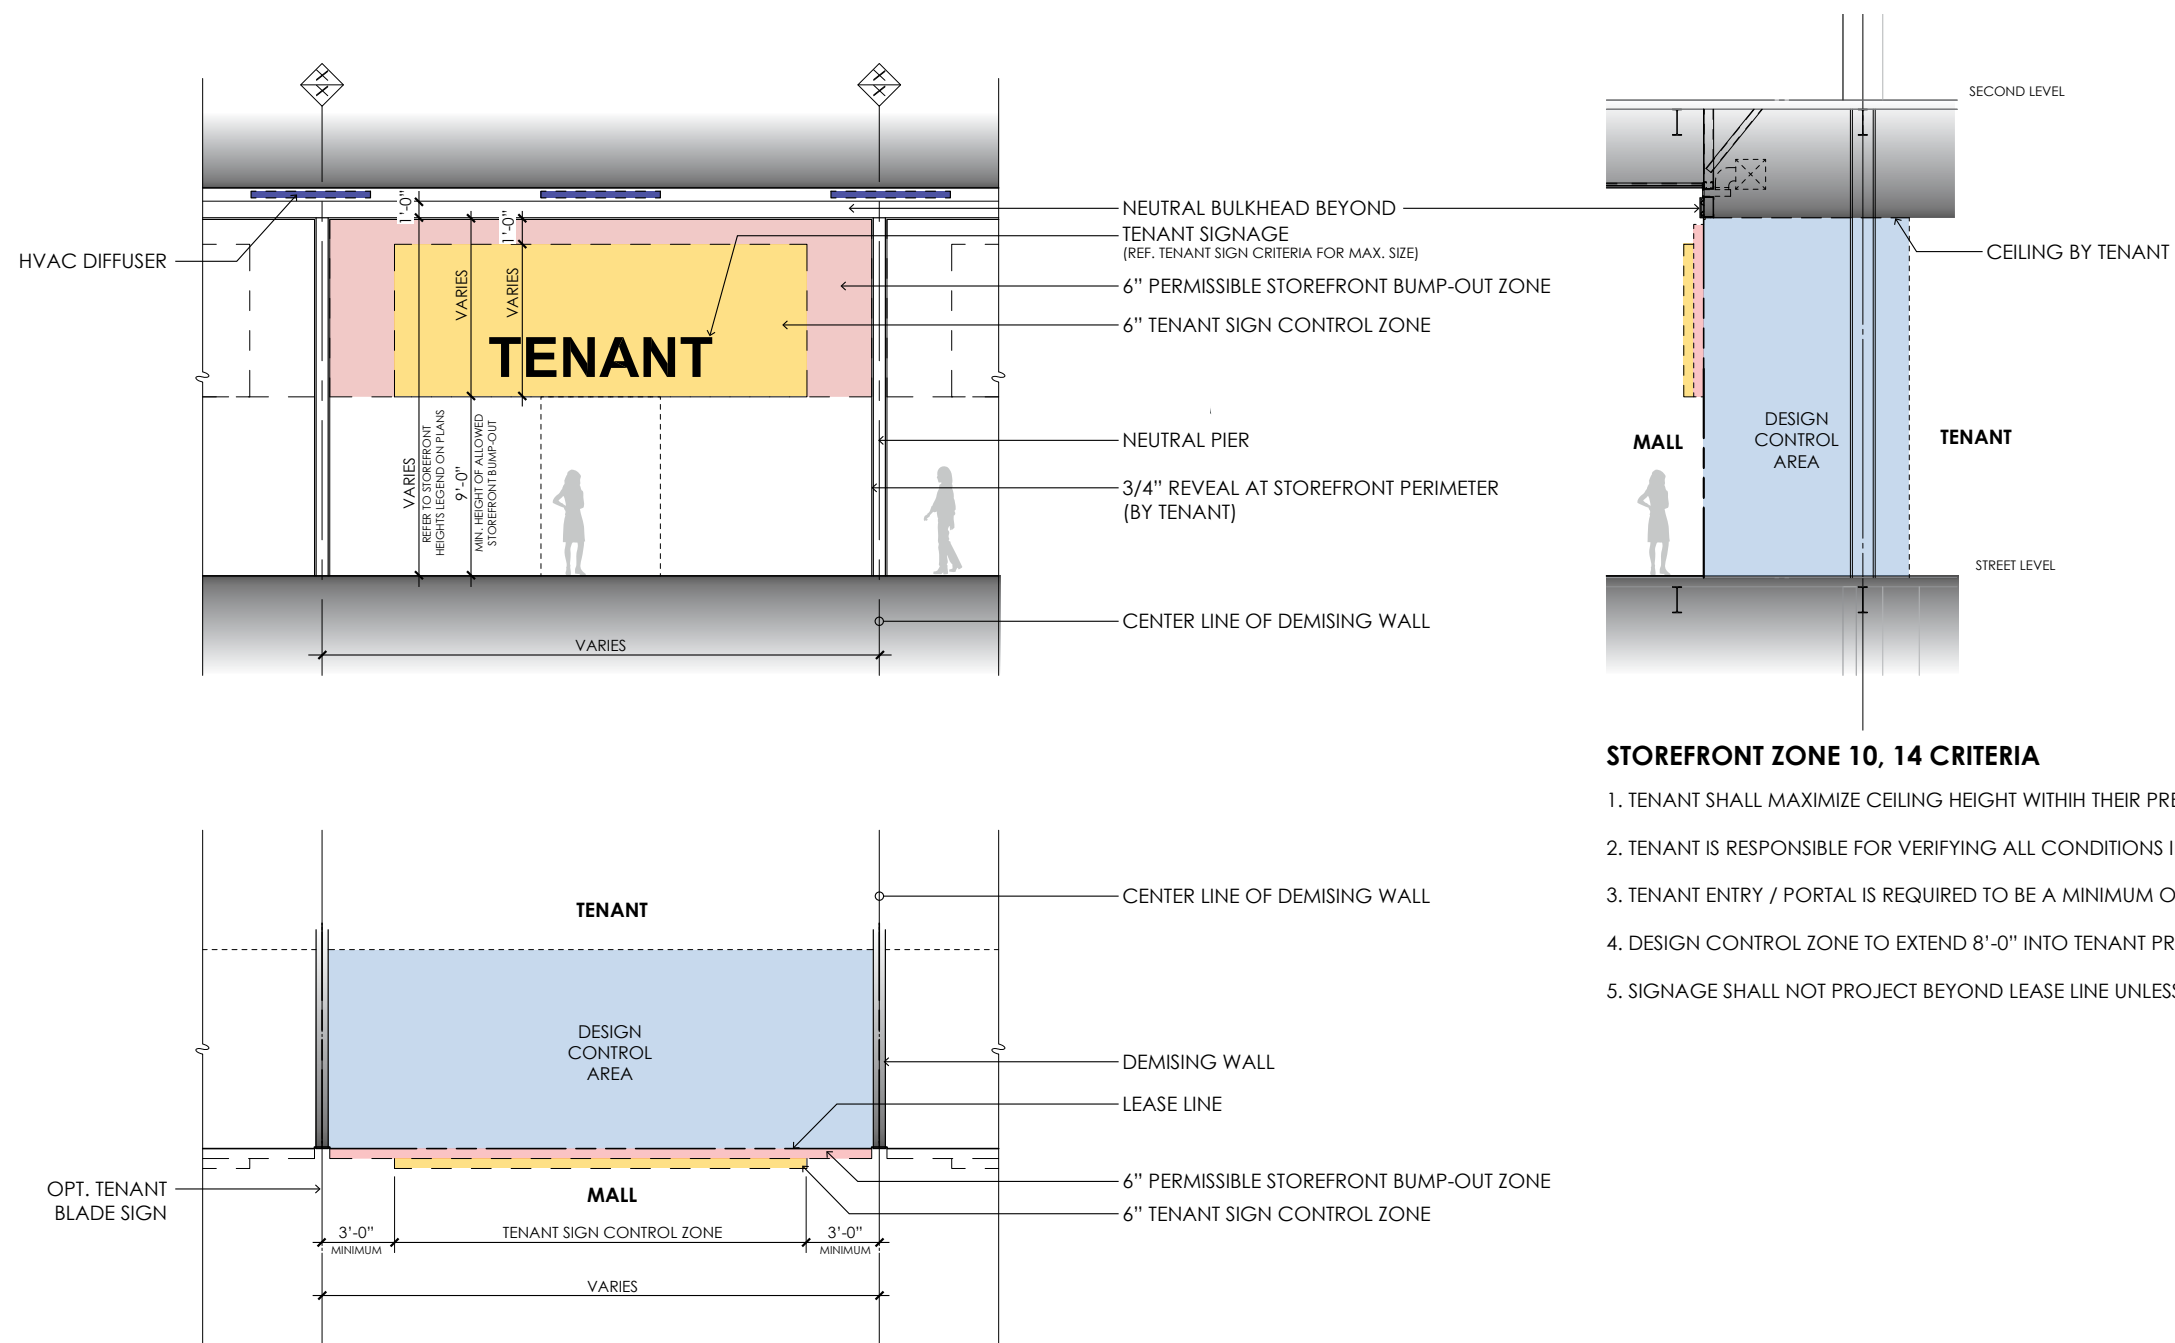 X
X
X
X
SECOND LEVEL
1'-0"
1'-0"
NEUTRAL BULKHEAD BEYOND
TENANT SIGNAGE
(REF. TENANT SIGN CRITERIA FOR MAX. SIZE)
HVAC DIFFUSER
CEILING BY TENANT
6" PERMISSIBLE STOREFRONT BUMP-OUT ZONE
VARIES
VARIES
6" TENANT SIGN CONTROL ZONE
TENANT
NEUTRAL PIER
VARIES
REFER TO STOREFRONT
HEIGHTS LEGEND ON PLANS
9'-0"
MIN. HEIGHT OF ALLOWED
STOREFRONT BUMP-OUT
3/4" REVEAL AT STOREFRONT PERIMETER
(BY TENANT)
MALL
DESIGN
CONTROL
AREA
TENANT
STREET LEVEL
CENTER LINE OF DEMISING WALL
VARIES
STOREFRONT ZONE 10, 14 CRITERIA
1. TENANT SHALL MAXIMIZE CEILING HEIGHT WITHIH THEIR PRE
2. TENANT IS RESPONSIBLE FOR VERIFYING ALL CONDITIONS I
3. TENANT ENTRY / PORTAL IS REQUIRED TO BE A MINIMUM O
4. DESIGN CONTROL ZONE TO EXTEND 8'-0" INTO TENANT PR
5. SIGNAGE SHALL NOT PROJECT BEYOND LEASE LINE UNLESS
TENANT
CENTER LINE OF DEMISING WALL
DESIGN
CONTROL
AREA
DEMISING WALL
LEASE LINE
OPT. TENANT
BLADE SIGN
MALL
6" PERMISSIBLE STOREFRONT BUMP-OUT ZONE
6" TENANT SIGN CONTROL ZONE
3'-0"
MINIMUM
TENANT SIGN CONTROL ZONE
3'-0"
MINIMUM
VARIES